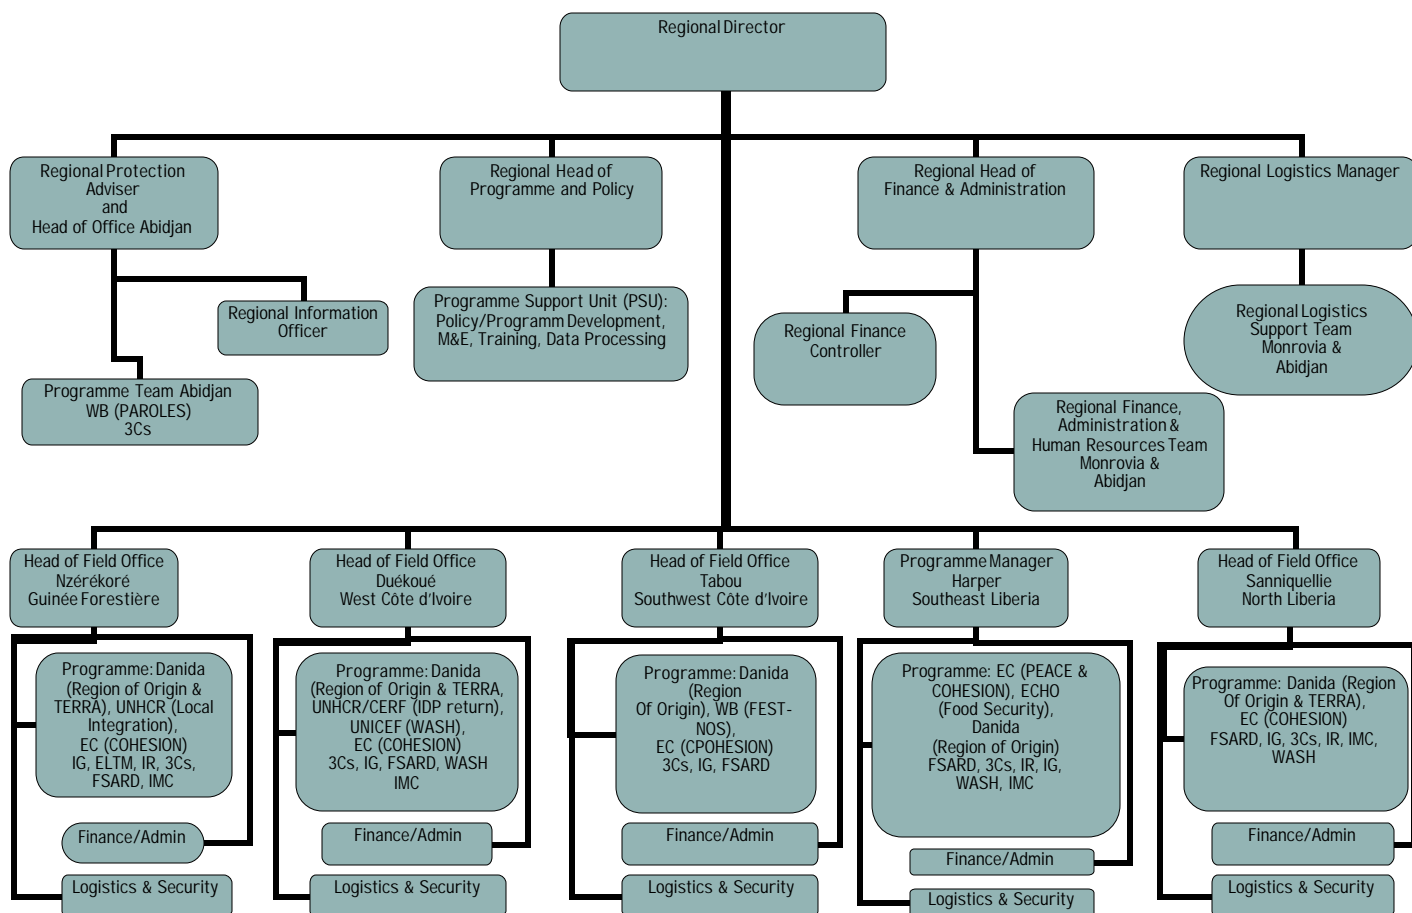 Regional Director
Regional Protection
Adviser
and
Head of Office Abidjan
Regional Head of
Programme and Policy
Regional Head of
Finance & Administration
Regional Logistics Manager
Regional Information
Officer
Programme Team Abidjan
WB (PAROLES)
3Cs
Programme Support Unit (PSU):
Policy/Programm Development,
M&E, Training, Data Processing
Regional Finance
Controller
Regional Finance,
Administration &
Human Resources Team
Monrovia &
Abidjan
Regional Logistics
Support Team
Monrovia &
Abidjan
Head of Field Office
Nzérékoré
Guinée Forestière
Head of Field Office
Duékoué
West Côte d'Ivoire
Head of Field Office
Tabou
Southwest Côte d'Ivoire
Programme Manager
Harper
Southeast Liberia
Head of Field Office
Sanniquellie
North Liberia
Programme: Danida
(Region of Origin &
TERRA), UNHCR (Local
Integration),
EC (COHESION)
IG, ELTM, IR, 3Cs,
FSARD, IMC
Programme: Danida
(Region of Origin & TERRA,
UNHCR/CERF (IDP return),
UNICEF (WASH),
EC (COHESION)
3Cs, IG, FSARD, WASH
IMC
Programme: Danida
(Region
Of Origin), WB (FEST-
NOS),
EC (CPOHESION)
3Cs, IG, FSARD
Programme: EC (PEACE &
COHESION), ECHO
(Food Security),
Danida
(Region of Origin)
FSARD, 3Cs, IR, IG,
WASH, IMC
Programme: Danida (Region
Of Origin & TERRA),
EC (COHESION)
FSARD, IG, 3Cs, IR, IMC,
WASH
Finance/Admin
Finance/Admin
Finance/Admin
Finance/Admin
Finance/Admin
Logistics & Security
Logistics & Security
Logistics & Security
Logistics & Security
Logistics & Security